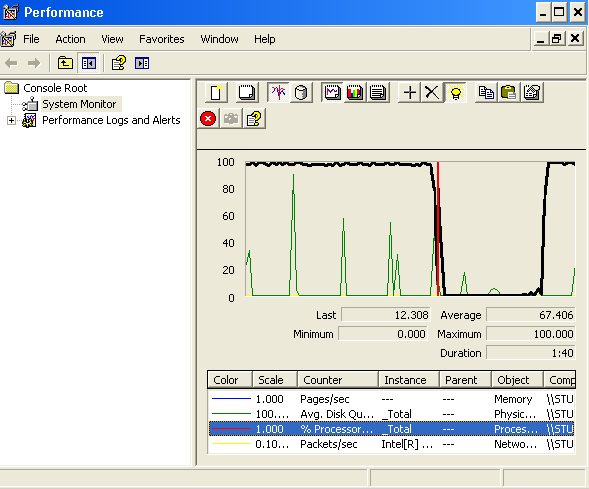 Performance
File Action View Favorites Window Help
Console Root
System Monitor
Performance Logs and Alerts
100
80
60
40
20
0
Last 12.308 Average 67.406
Minimum 0.000 Maximum 100.000
Duration 1:40
Color Scale Counter Instance Parent Object Comp
1.000 Pages/sec --- --- Memory \\STU
100.... Avg. Disk Qu... _Total --- Physic... \\STU
1.000 % Processor... _Total --- Proces... \\STU
0.10... Packets/sec Intel[R] ... --- Netwo... \\STU